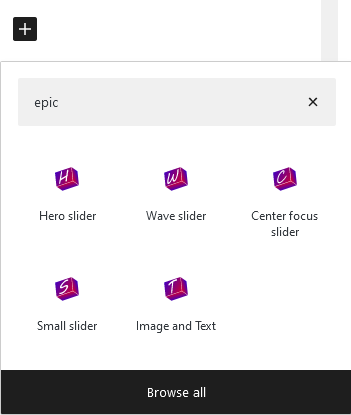 epic
H W C
Hero slider Wave slider Center focus
slider
S T
Small slider Image and Text
Browse all